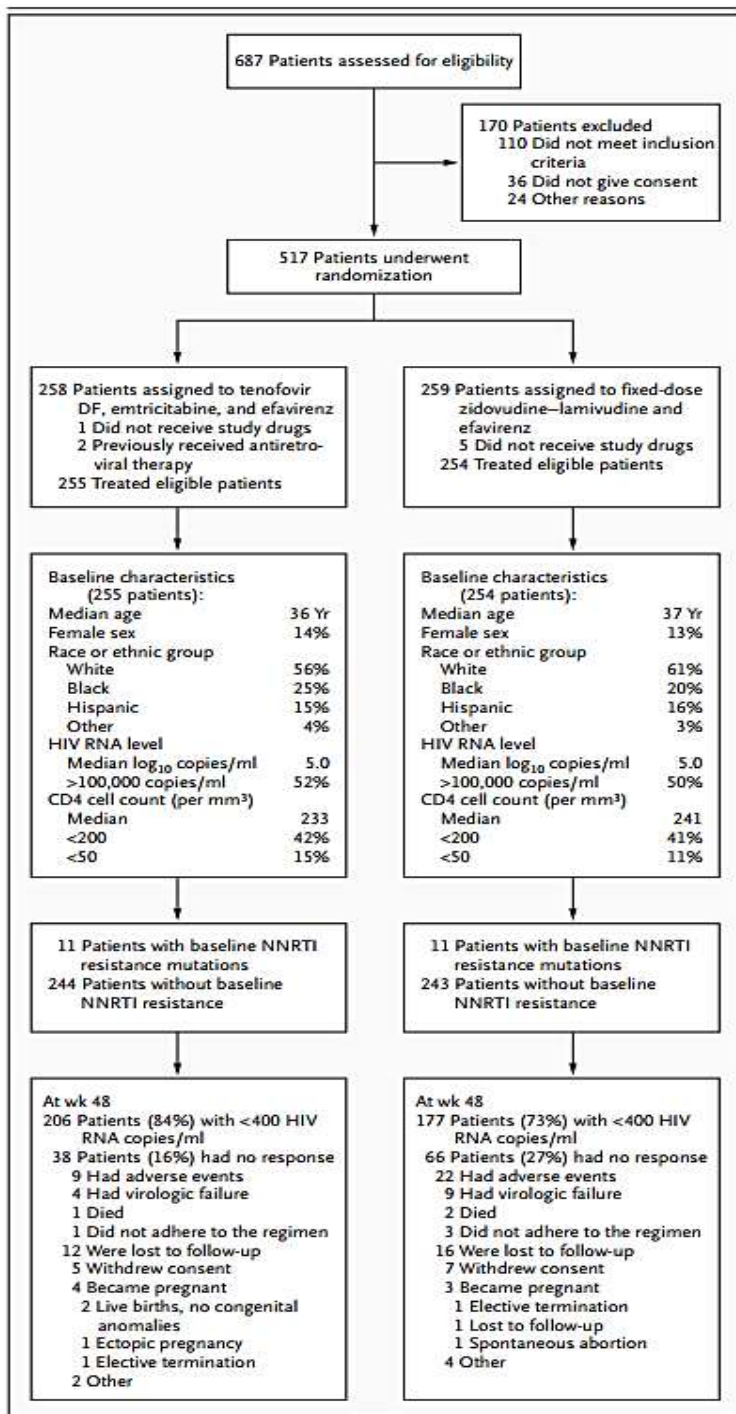 687 Patients assessed for eligibility
170 Patients excluded
110 Did not meet inclusion
criteria
36 Did not give consent
24 Other reasons
517 Patients underwent
randomization
258 Patients assigned to tenofovir
DF, emtricitabine, and efavirenz
1 Did not receive study drugs
2 Previously received antiretro-
viral therapy
255 Treated eligible patients
259 Patients assigned to fixed-dose
zidovudine–lamivudine and
efavirenz
5 Did not receive study drugs
254 Treated eligible patients
Baseline characteristics
(255 patients):
Median age 36 Yr
Female sex 14%
Race or ethnic group
White 56%
Black 25%
Hispanic 15%
Other 4%
HIV RNA level
Median log₁₀ copies/ml 5.0
>100,000 copies/ml 52%
CD4 cell count (per mm³)
Median 233
<200 42%
<50 15%
Baseline characteristics
(254 patients):
Median age 37 Yr
Female sex 13%
Race or ethnic group
White 61%
Black 20%
Hispanic 16%
Other 3%
HIV RNA level
Median log₁₀ copies/ml 5.0
>100,000 copies/ml 50%
CD4 cell count (per mm³)
Median 241
<200 41%
<50 11%
11 Patients with baseline NNRTI
resistance mutations
244 Patients without baseline
NNRTI resistance
11 Patients with baseline NNRTI
resistance mutations
243 Patients without baseline
NNRTI resistance
At wk 48
206 Patients (84%) with <400 HIV
RNA copies/ml
38 Patients (16%) had no response
9 Had adverse events
4 Had virologic failure
1 Died
1 Did not adhere to the regimen
12 Were lost to follow-up
5 Withdrew consent
4 Became pregnant
2 Live births, no congenital
anomalies
1 Ectopic pregnancy
1 Elective termination
2 Other
At wk 48
177 Patients (73%) with <400 HIV
RNA copies/ml
66 Patients (27%) had no response
22 Had adverse events
9 Had virologic failure
2 Died
3 Did not adhere to the regimen
16 Were lost to follow-up
7 Withdrew consent
3 Became pregnant
1 Elective termination
1 Lost to follow-up
1 Spontaneous abortion
4 Other